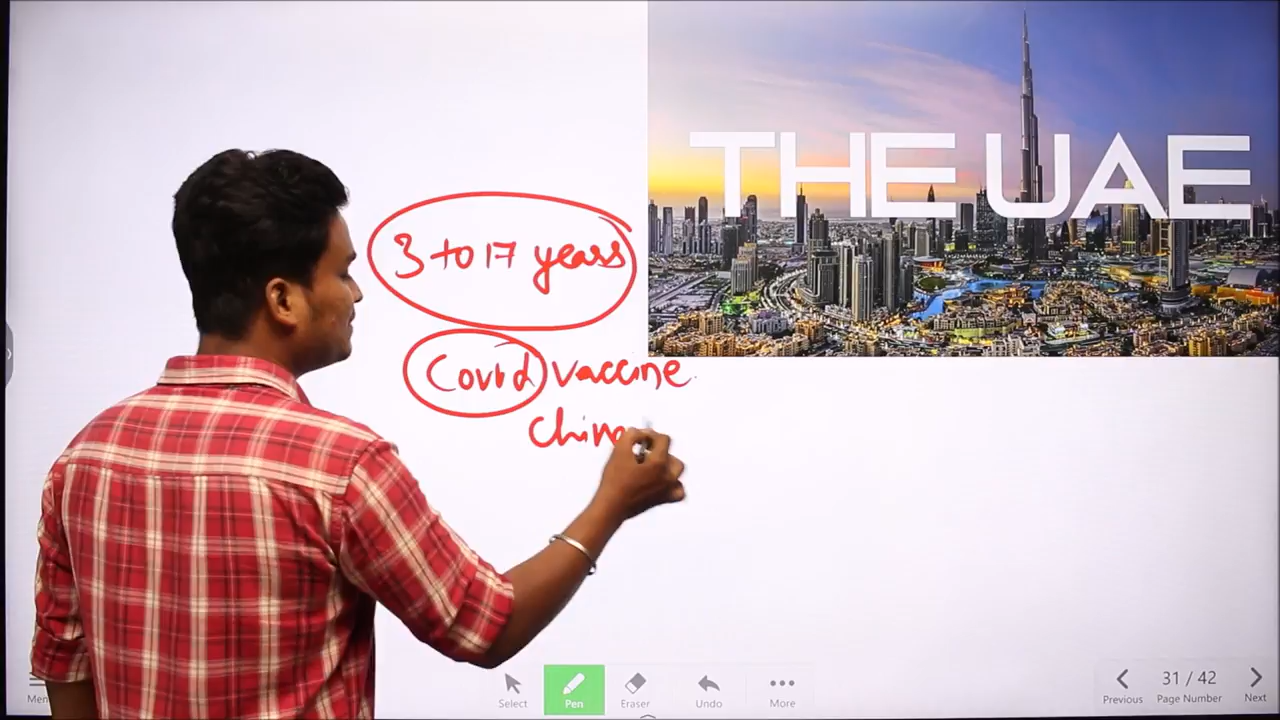 THE UAE
3 to 17 years
Covid vaccine
China
Select
Pen
Eraser
Undo
More
Previous
31 / 42
Page Number
Next